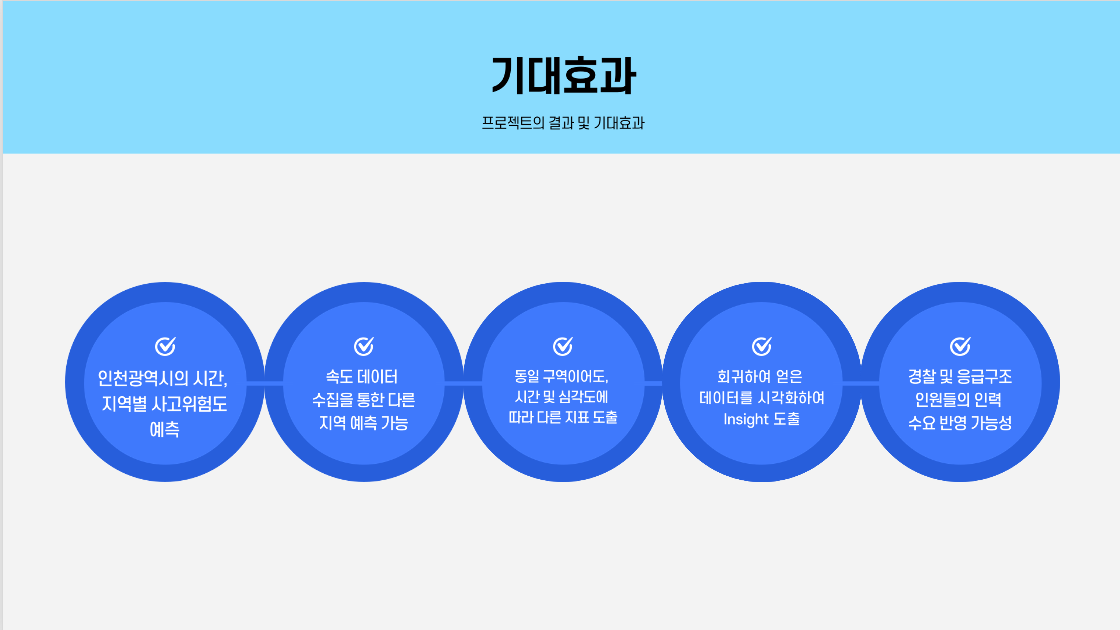 기대효과
프로젝트의 결과 및 기대효과
인천광역시의 시간,
지역별 사고위험도
예측
속도 데이터
수집을 통한 다른
지역 예측 가능
동일 구역이어도,
시간 및 심각도에
따라 다른 지표 도출
회귀하여 얻은
데이터를 시각화하여
Insight 도출
경찰 및 응급구조
인원들의 인력
수요 반영 가능성